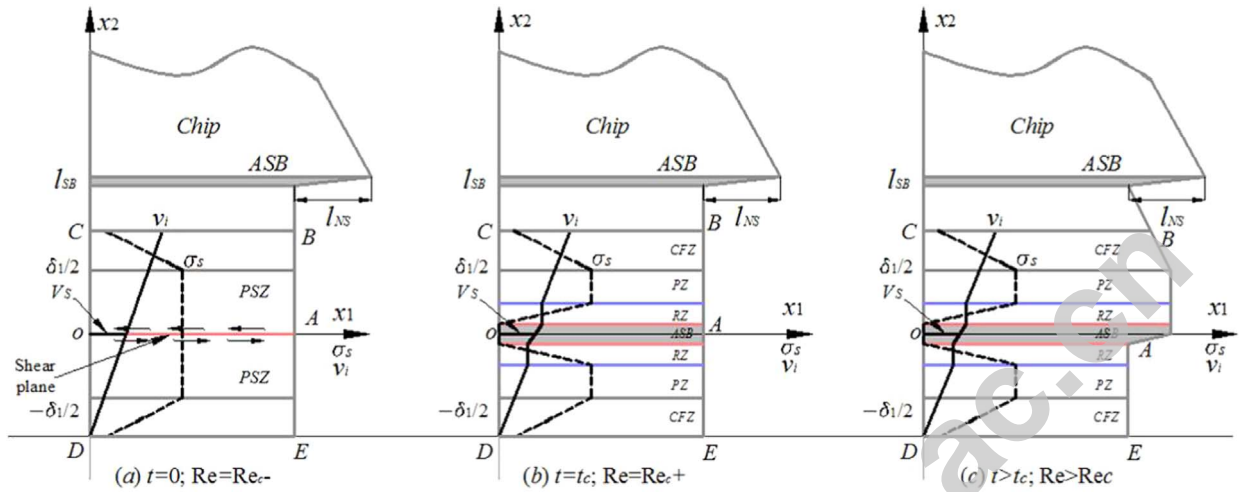 x2
Chip
ASB
lSB
lNS
C
vi
B
δ1/2
σs
VS
PSZ
A
x1
o
σs
vi
Shear
plane
PSZ
−δ1/2
D
E
(a) t=0; Re=Rec-
x2
Chip
ASB
lSB
lNS
C
vi
B
CFZ
δ1/2
σs
VS
PZ
RZ
A
x1
o
ASB
σs
vi
RZ
PZ
−δ1/2
CFZ
D
E
(b) t=tc; Re=Rec+
x2
Chip
ASB
lSB
lNS
C
vi
B
CFZ
δ1/2
σs
VS
PZ
RZ
x1
o
ASB
A
σs
vi
RZ
PZ
−δ1/2
CFZ
D
E
(c) t>tc; Re>Rec
ac.cn